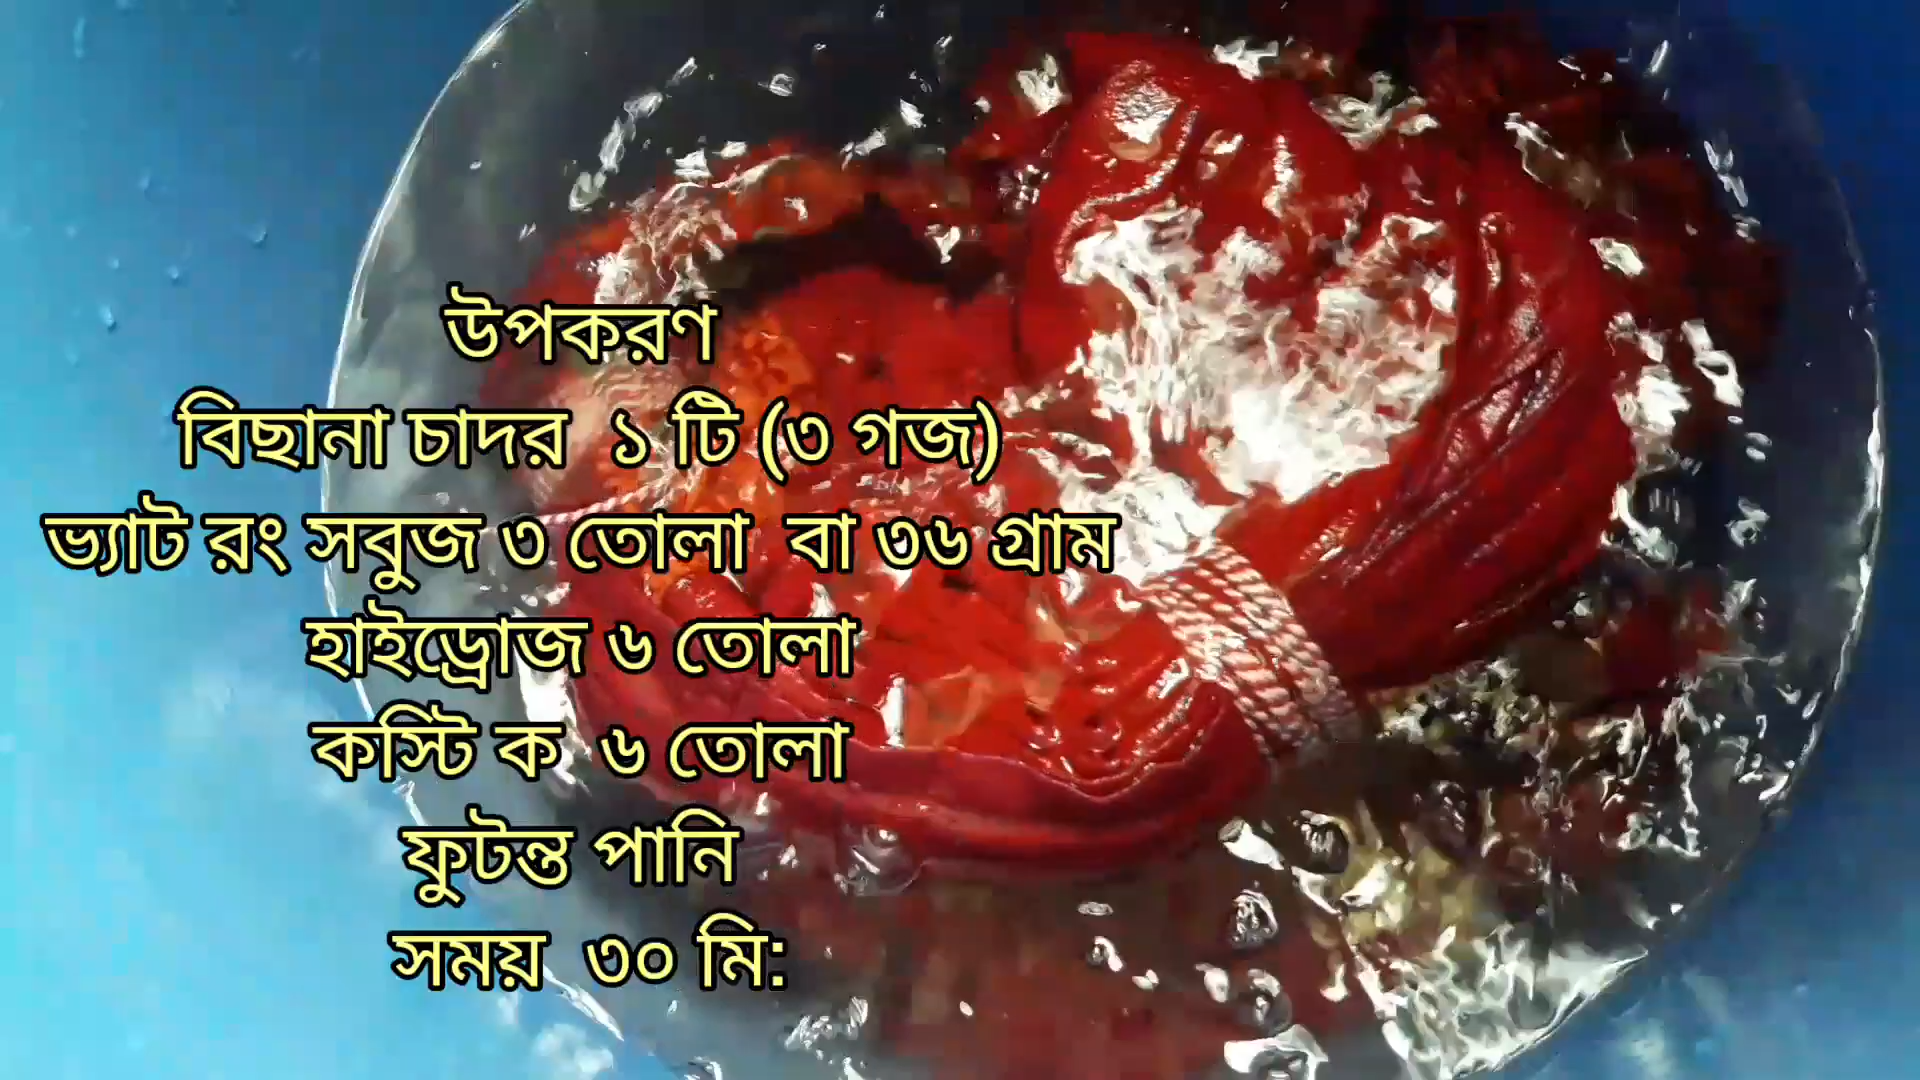 উপকরণ
বিছানা চাদর ১ টি (৩ গজ)
ভ্যাট রং সবুজ ৩ তোলা বা ৩৬ গ্রাম
হাইড্রোজ ৬ তোলা
কস্টি ক ৬ তোলা
ফুটন্ত পানি
সময় ৩০ মি: